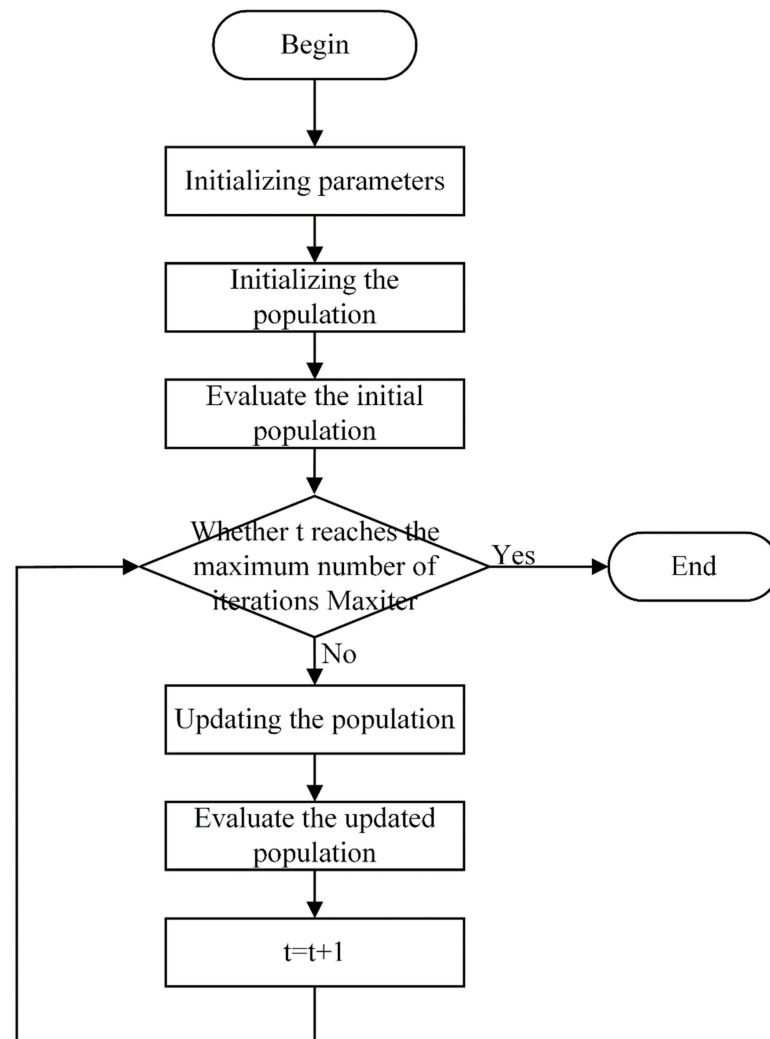 Begin
Initializing parameters
Initializing the
population
Evaluate the initial
population
Whether t reaches the
maximum number of
iterations Maxiter
Yes
End
No
Updating the population
Evaluate the updated
population
t=t+1